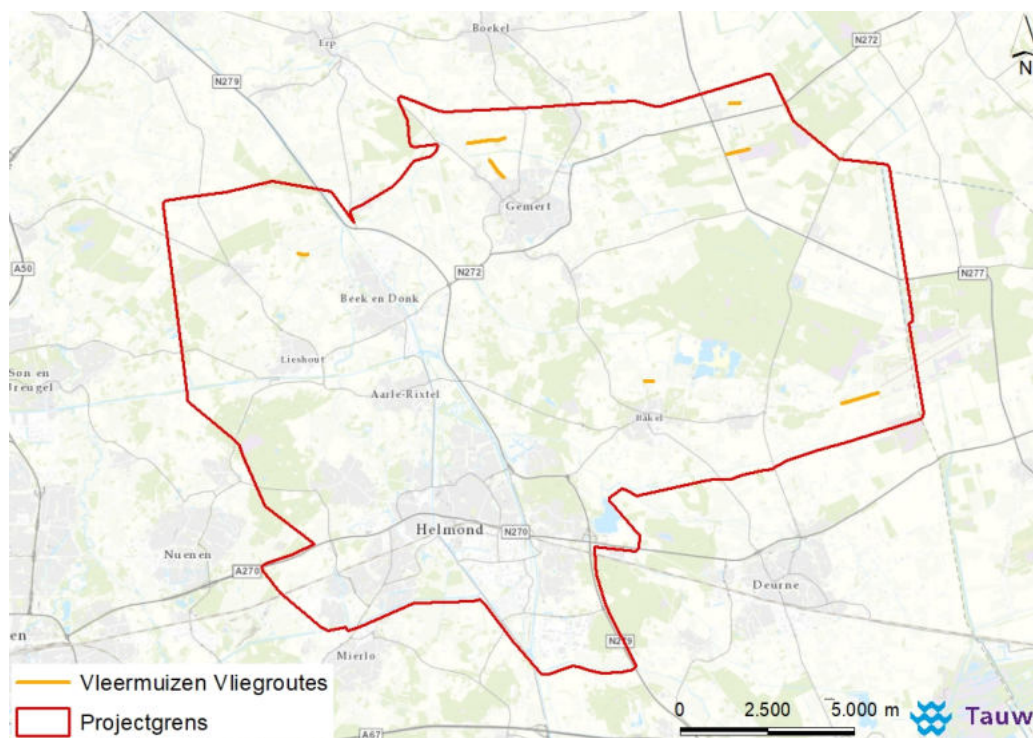 Boekel
Erp
N272
N
N279
Gemert
A50
N272
N277
Beek en Donk
Lieshout
Son en
Breugel
Aarle-Rixtel
Bakel
Helmond
N270
Nuenen
A270
Deurne
N279
Mierlo
Vleermuizen Vliegroutes
Projectgrens
0 2.500 5.000 m
Tauw
A67